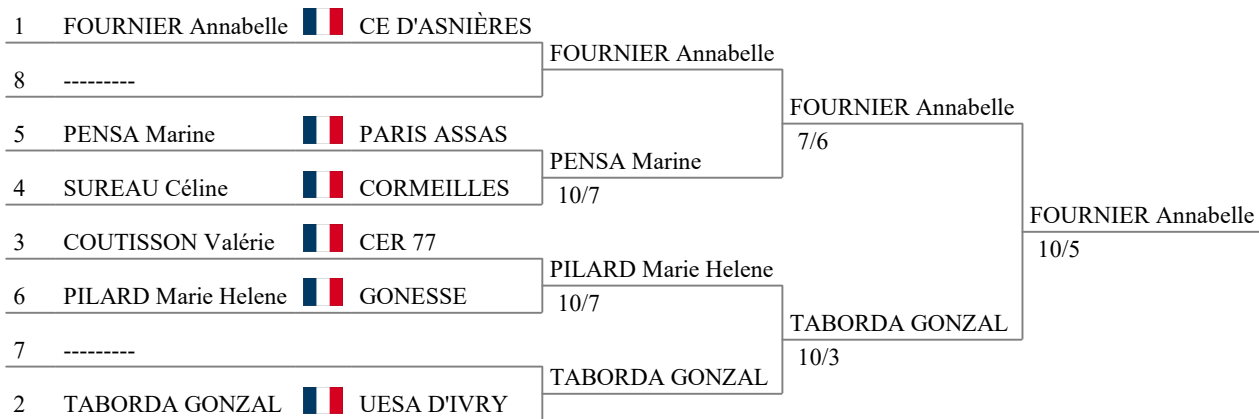 1 FOURNIER Annabelle CE D'ASNIÈRES
FOURNIER Annabelle
8 ---------
FOURNIER Annabelle
7/6
5 PENSA Marine PARIS ASSAS
PENSA Marine
10/7
4 SUREAU Céline CORMEILLES
FOURNIER Annabelle
10/5
3 COUTISSON Valérie CER 77
PILARD Marie Helene
10/7
6 PILARD Marie Helene GONESSE
TABORDA GONZAL
10/3
7 ---------
TABORDA GONZAL
2 TABORDA GONZAL UESA D'IVRY